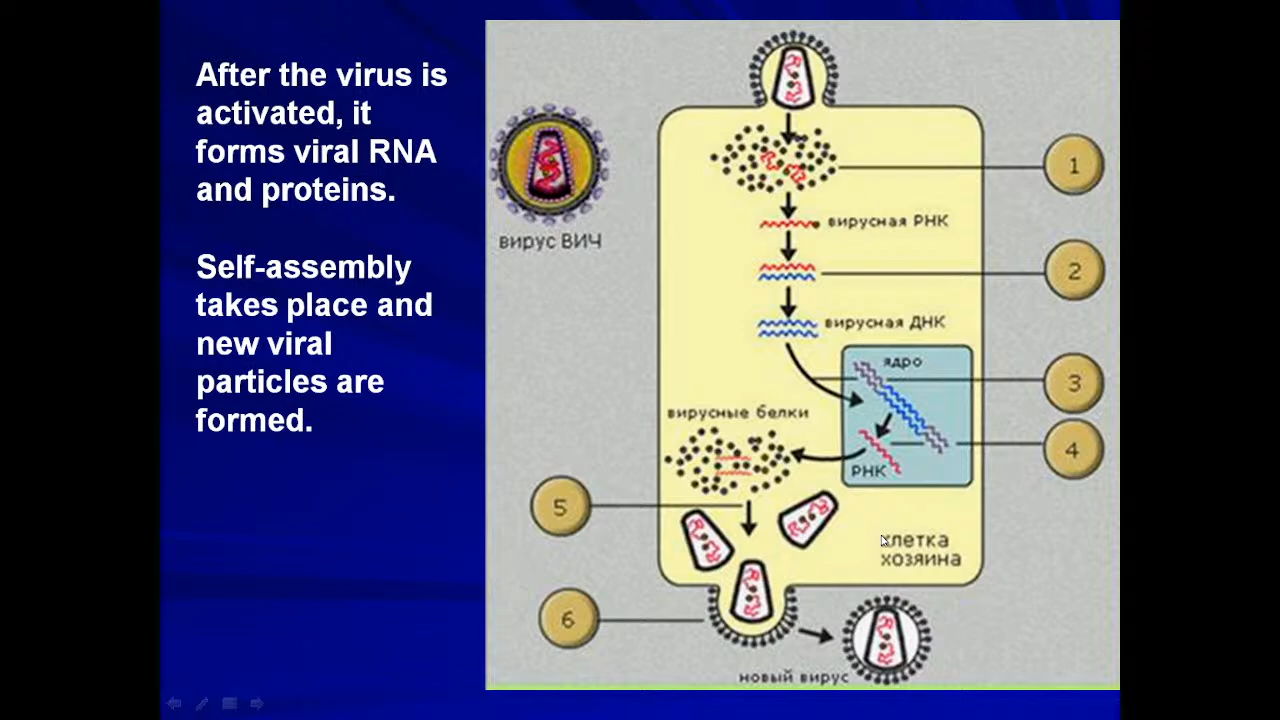 After the virus is
activated, it
forms viral RNA
and proteins.
Self-assembly
takes place and
new viral
particles are
formed.
вирус ВИЧ
1
вирусная РНК
2
вирусная ДНК
ядро
3
вирусные белки
4
РНК
5
клетка
хозяина
6
новый вирус